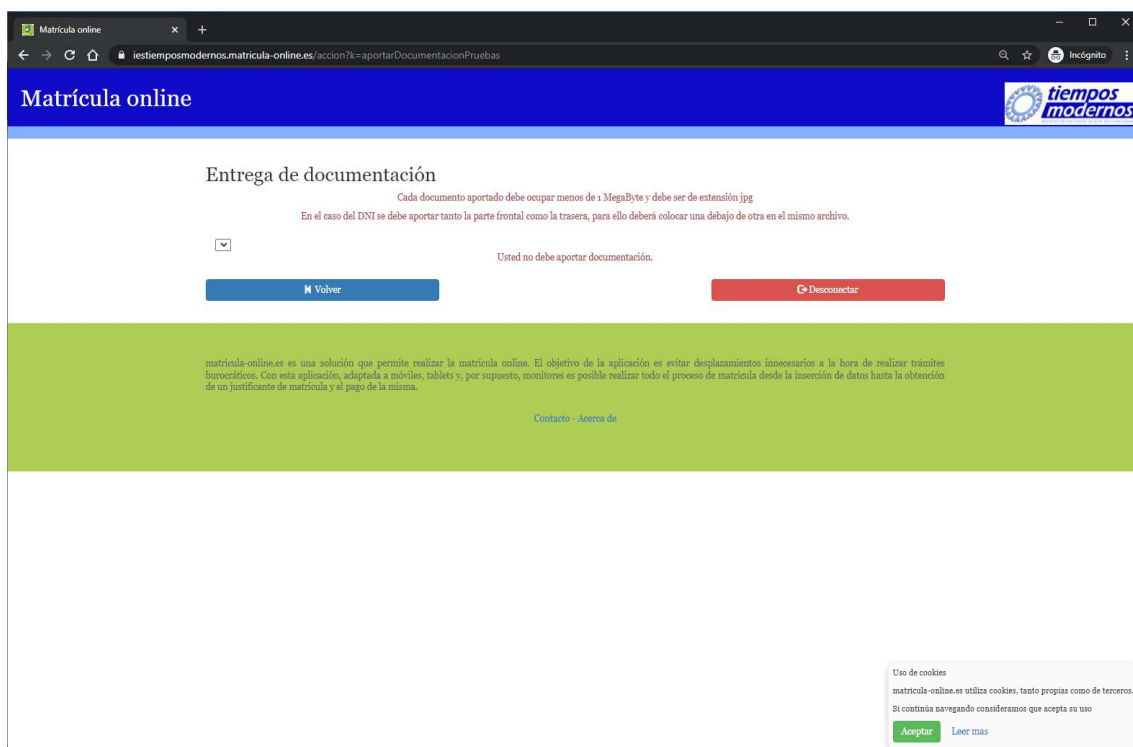 Matrícula online
iestiemposmodernos.matricula-online.es/accion?k=aportarDocumentacionPruebas
Incógnito
Matrícula online
tiempos
modernos
Entrega de documentación
Cada documento aportado debe ocupar menos de 1 MegaByte y debe ser de extensión jpg
En el caso del DNI se debe aportar tanto la parte frontal como la trasera, para ello deberá colocar una debajo de otra en el mismo archivo.
Usted no debe aportar documentación.
Volver
Desconectar
matricula-online.es es una solución que permite realizar la matrícula online. El objetivo de la aplicación es evitar desplazamientos innecesarios a la hora de realizar trámites
burocráticos. Con esta aplicación, adaptada a móviles, tablets y, por supuesto, monitores es posible realizar todo el proceso de matrícula desde la inserción de datos hasta la obtención
de un justificante de matrícula y el pago de la misma.
Contacto - Acerca de
Uso de cookies
matricula-online.es utiliza cookies, tanto propias como de terceros.
Si continúa navegando consideramos que acepta su uso
Aceptar Leer mas